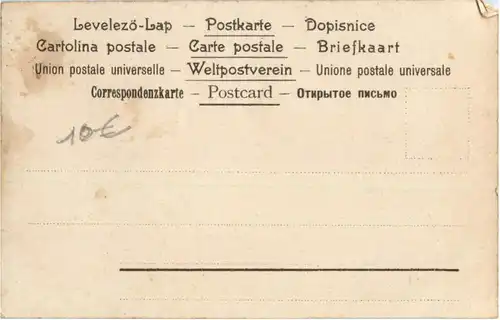 Levelezö-Lap – Postkarte – Dopisnice
Cartolina postale – Carte postale – Briefkaart
Union postale universelle – Weltpostverein – Unione postale universale
Correspondenzkarte – Postcard – Открытое письмо
10€